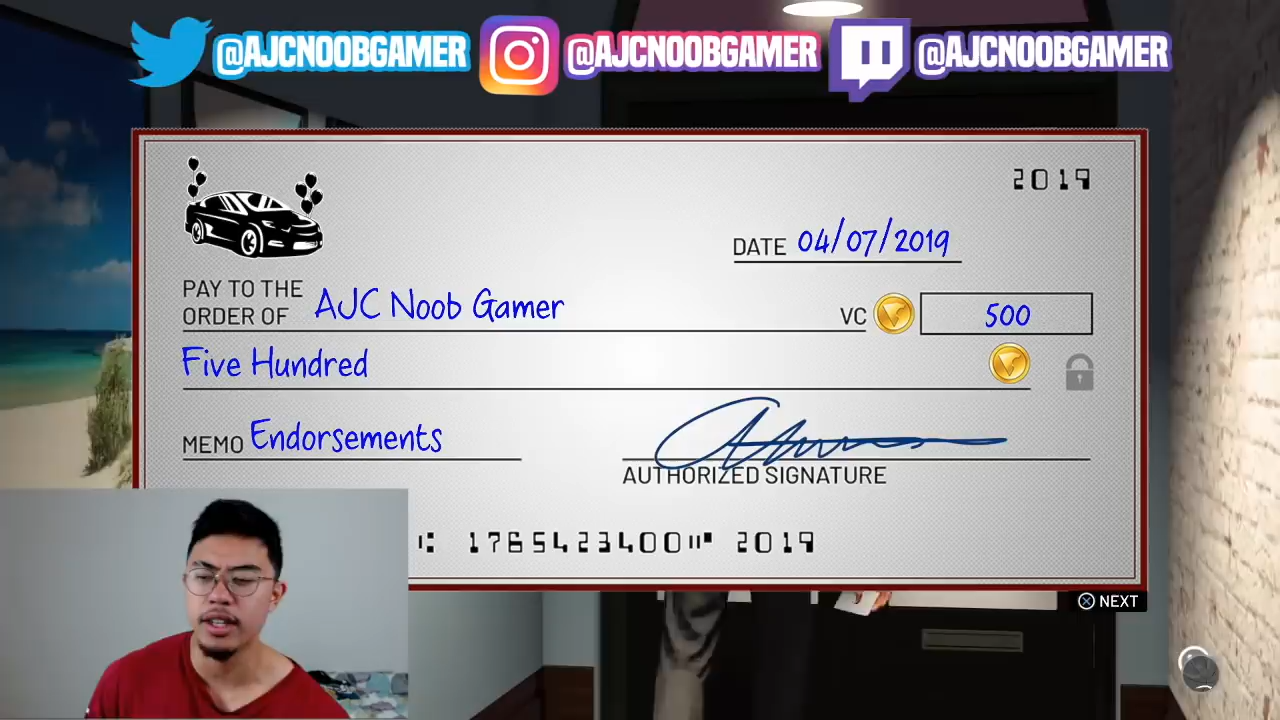 @AJCNOOBGAMER @AJCNOOBGAMER @AJCNOOBGAMER
2019
DATE 04/07/2019
PAY TO THE
ORDER OF AJC Noob Gamer VC 500
Five Hundred
MEMO Endorsements
AUTHORIZED SIGNATURE
⑆ 1765423400⑈ 2019
NEXT